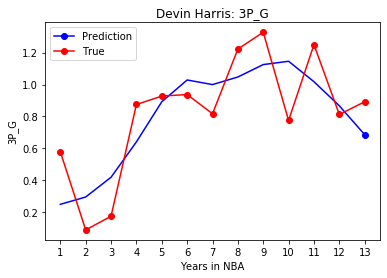 Devin Harris: 3P_G
Prediction
True
3P_G
1.2
1.0
0.8
0.6
0.4
0.2
1 2 3 4 5 6 7 8 9 10 11 12 13
Years in NBA